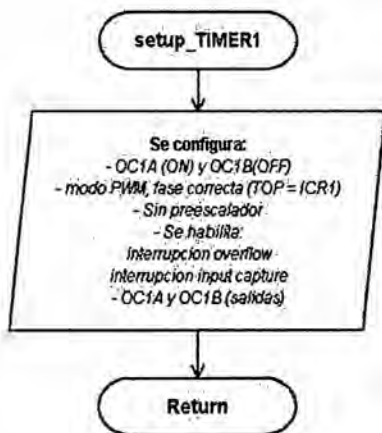 setup_TIMER1
Se configura:
- OC1A (ON) y OC1B(OFF)
- modo PWM, fase correcta (TOP = ICR1)
- Sin preescalador
- Se habilita:
interrupcion overflow
interrupcion input capture
- OC1A y OC1B (salidas)
Return